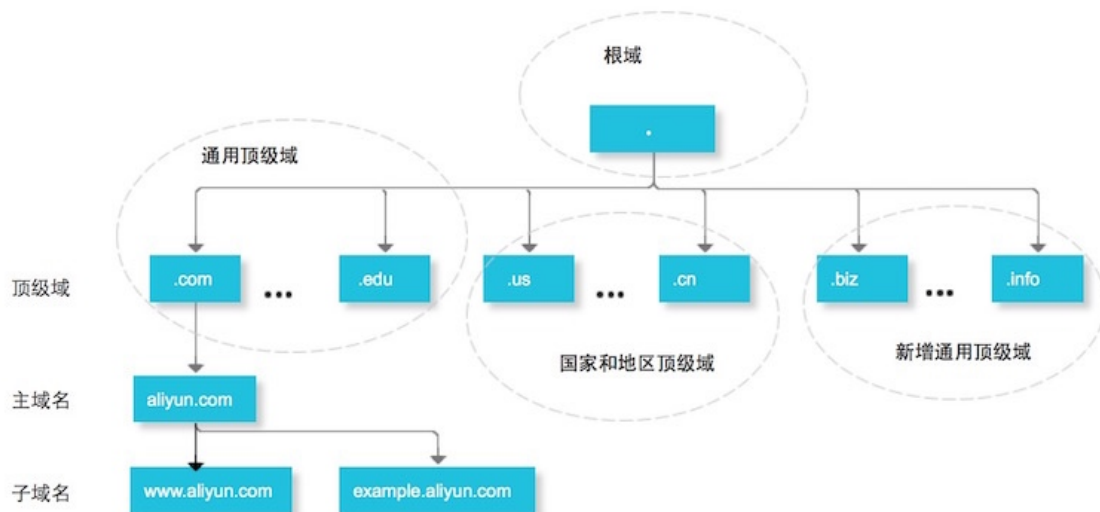 根域
.
通用顶级域
顶级域
.com
...
.edu
.us
...
.cn
.biz
...
.info
国家和地区顶级域
新增通用顶级域
主域名
aliyun.com
子域名
www.aliyun.com
example.aliyun.com